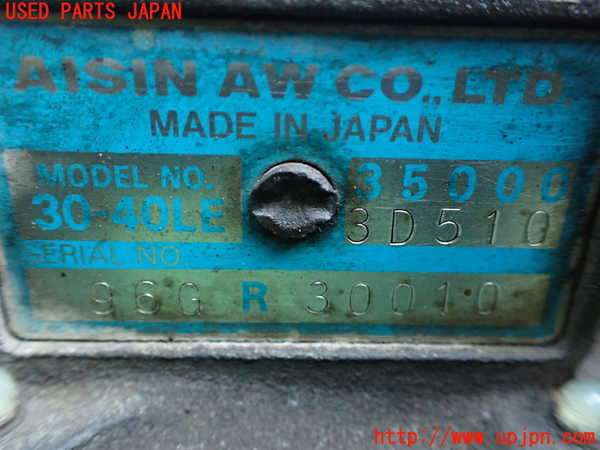 USED PARTS JAPAN
AISIN AW CO., LTD.
MADE IN JAPAN
MODEL NO. 35000
30-40LE 3D510
SERIAL NO.
96G R 30010
http://www.upjpn.com